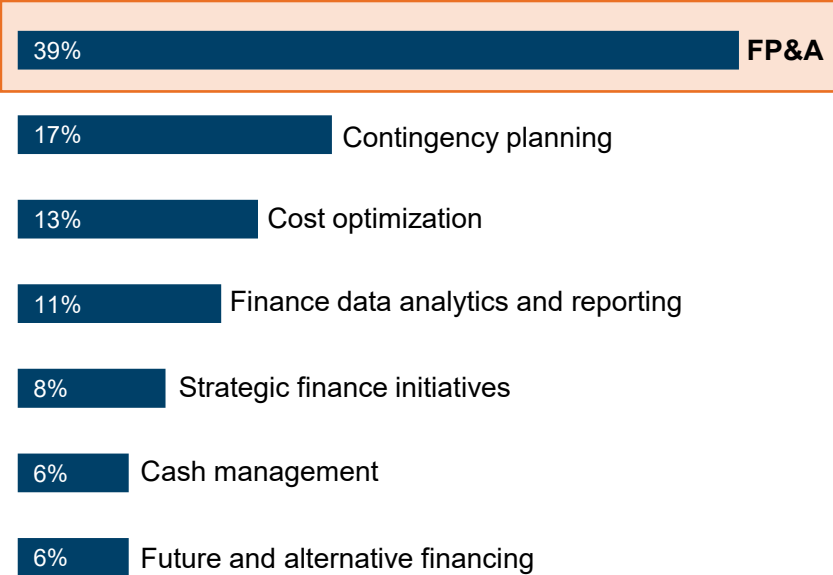 39% FP&A
17% Contingency planning
13% Cost optimization
11% Finance data analytics and reporting
8% Strategic finance initiatives
6% Cash management
6% Future and alternative financing